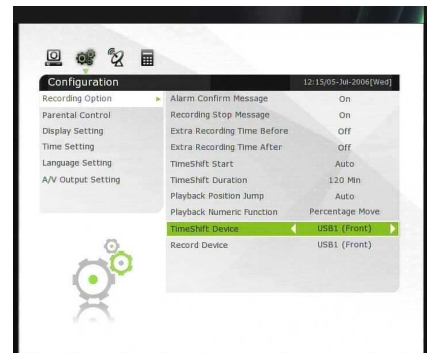 Configuration 12:15/05-Jul-2006[Wed]
Recording Option
Parental Control
Display Setting
Time Setting
Language Setting
A/V Output Setting
Alarm Confirm Message On
Recording Stop Message On
Extra Recording Time Before Off
Extra Recording Time After Off
TimeShift Start Auto
TimeShift Duration 120 Min
Playback Position Jump Auto
Playback Numeric Function Percentage Move
TimeShift Device USB1 (Front)
Record Device USB1 (Front)